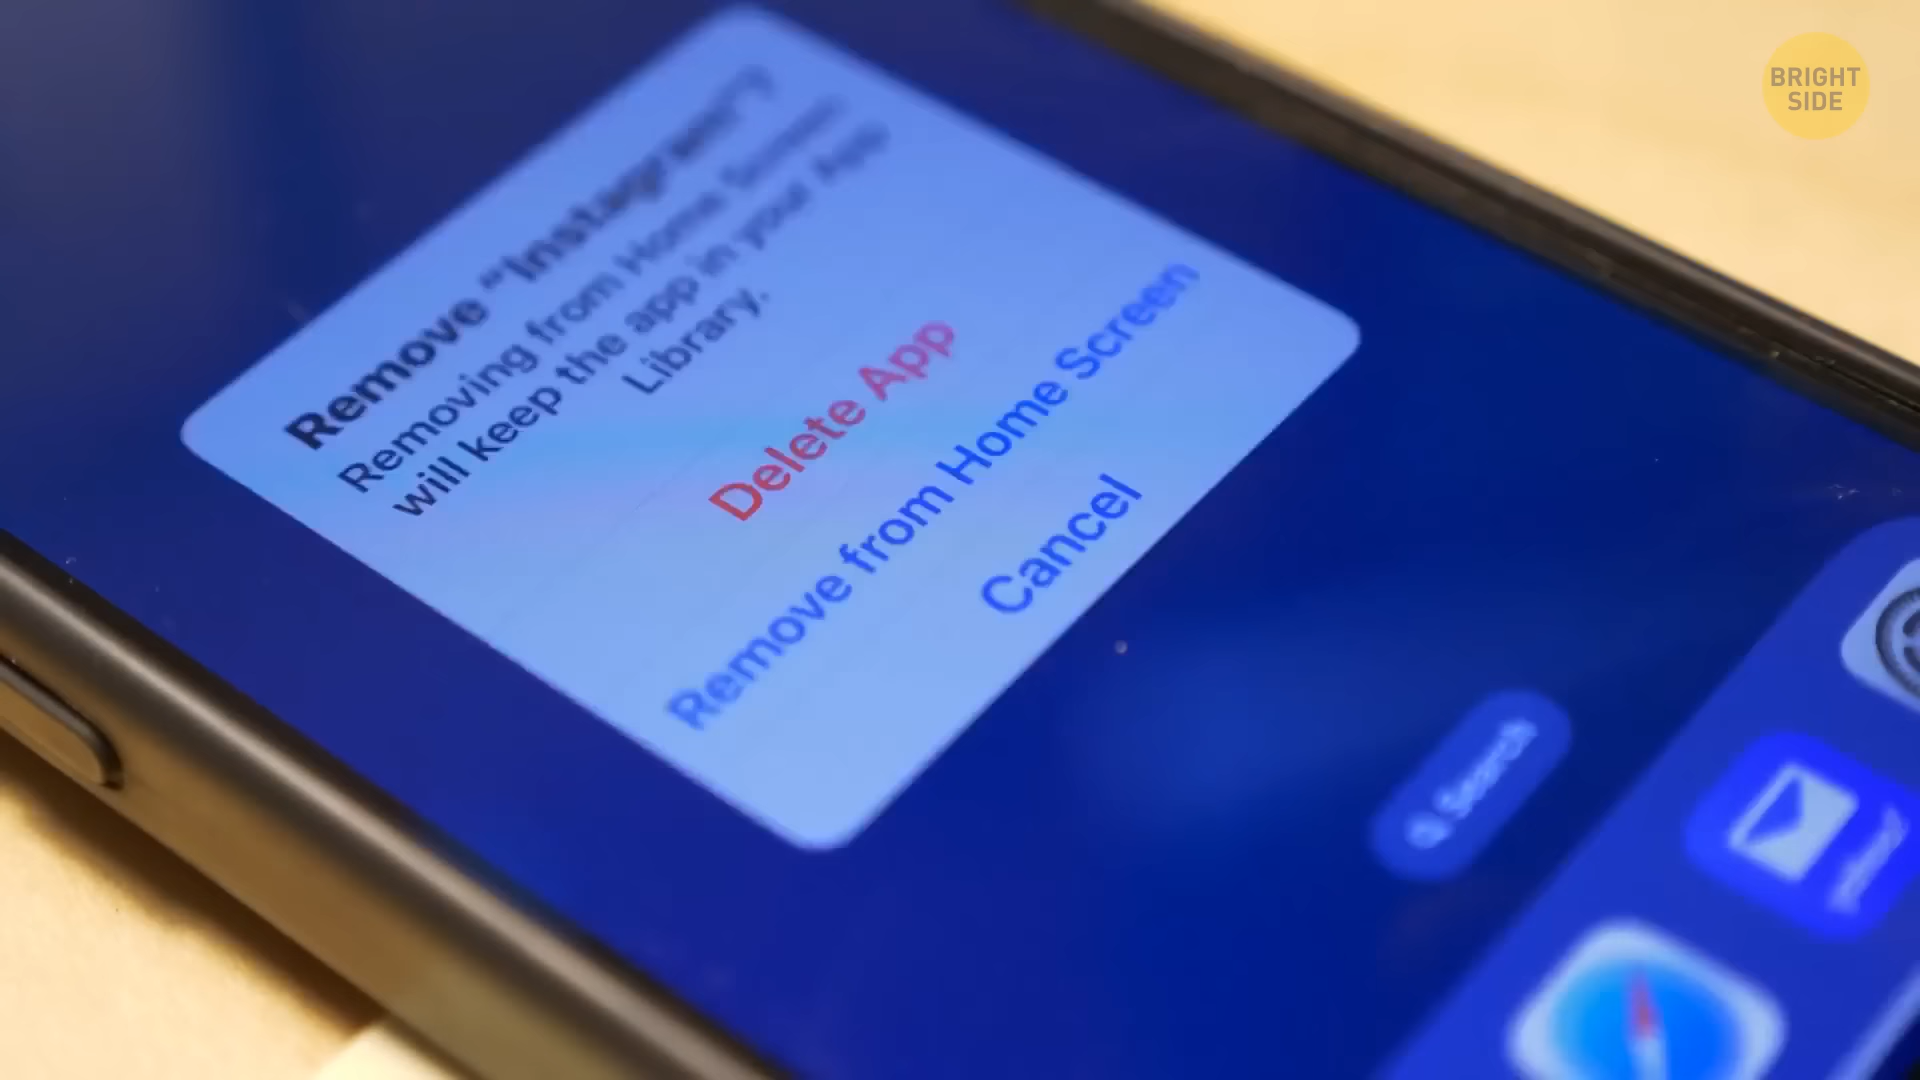 BRIGHT
SIDE
Remove “Instagram”?
Removing from Home Screen
will keep the app in your App
Library.
Delete App
Remove from Home Screen
Cancel
Search